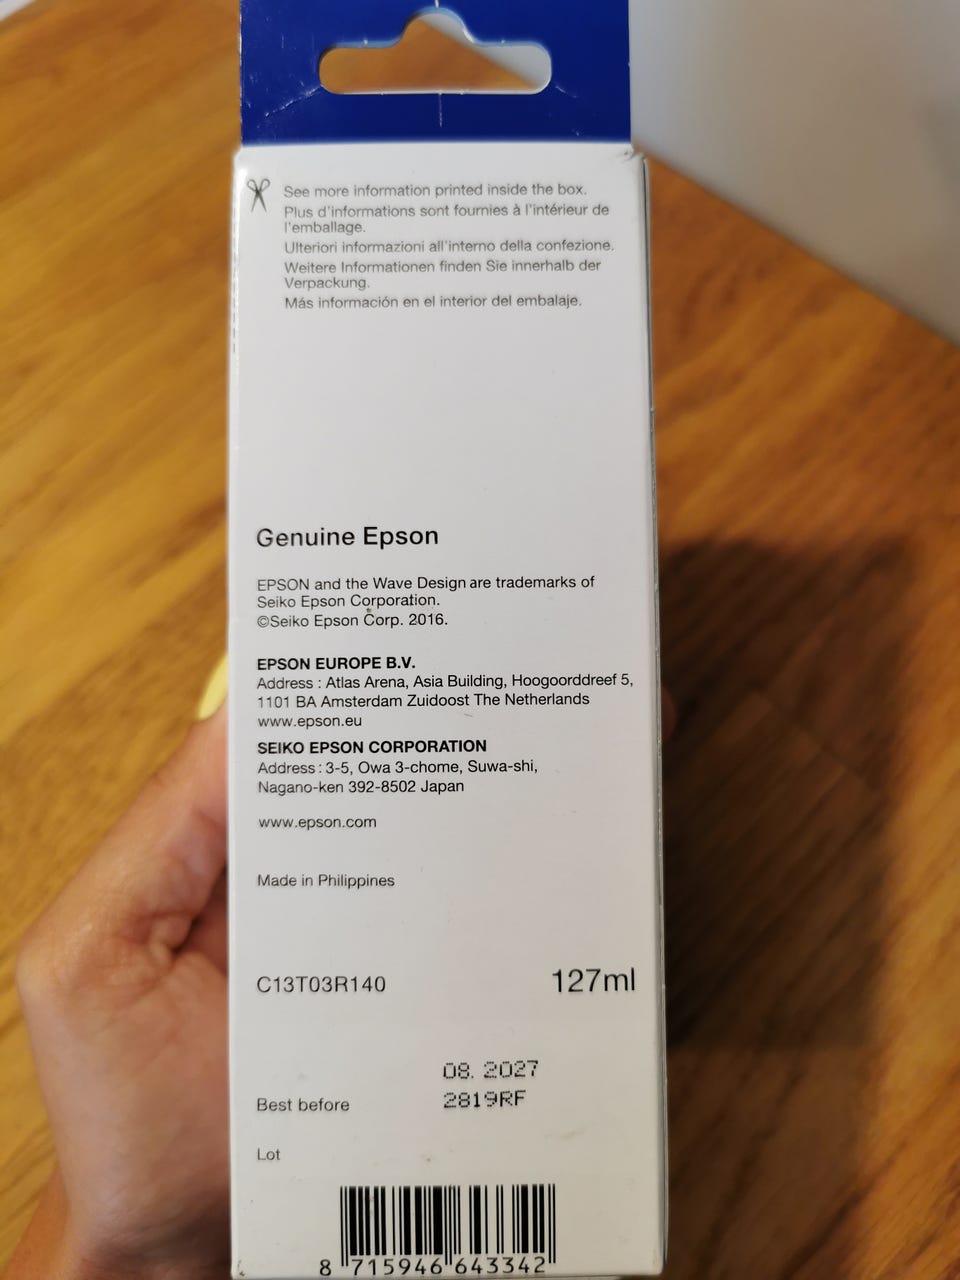 See more information printed inside the box.
Plus d'informations sont fournies à l'intérieur de
l'emballage.
Ulteriori informazioni all'interno della confezione.
Weitere Informationen finden Sie innerhalb der
Verpackung.
Más información en el interior del embalaje.
Genuine Epson
EPSON and the Wave Design are trademarks of
Seiko Epson Corporation.
©Seiko Epson Corp. 2016.
EPSON EUROPE B.V.
Address : Atlas Arena, Asia Building, Hoogoorddreef 5,
1101 BA Amsterdam Zuidoost The Netherlands
www.epson.eu
SEIKO EPSON CORPORATION
Address : 3-5, Owa 3-chome, Suwa-shi,
Nagano-ken 392-8502 Japan
www.epson.com
Made in Philippines
C13T03R140 127ml
08. 2027
Best before 2819RF
Lot
8 715946 643342